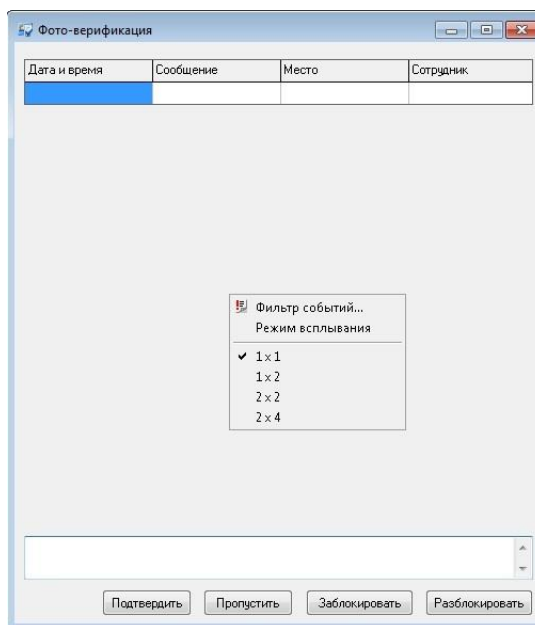 Фото-верификация
Дата и время Сообщение Место Сотрудник
Фильтр событий...
Режим всплывания
1 x 1
1 x 2
2 x 2
2 x 4
Подтвердить Пропустить Заблокировать Разблокировать